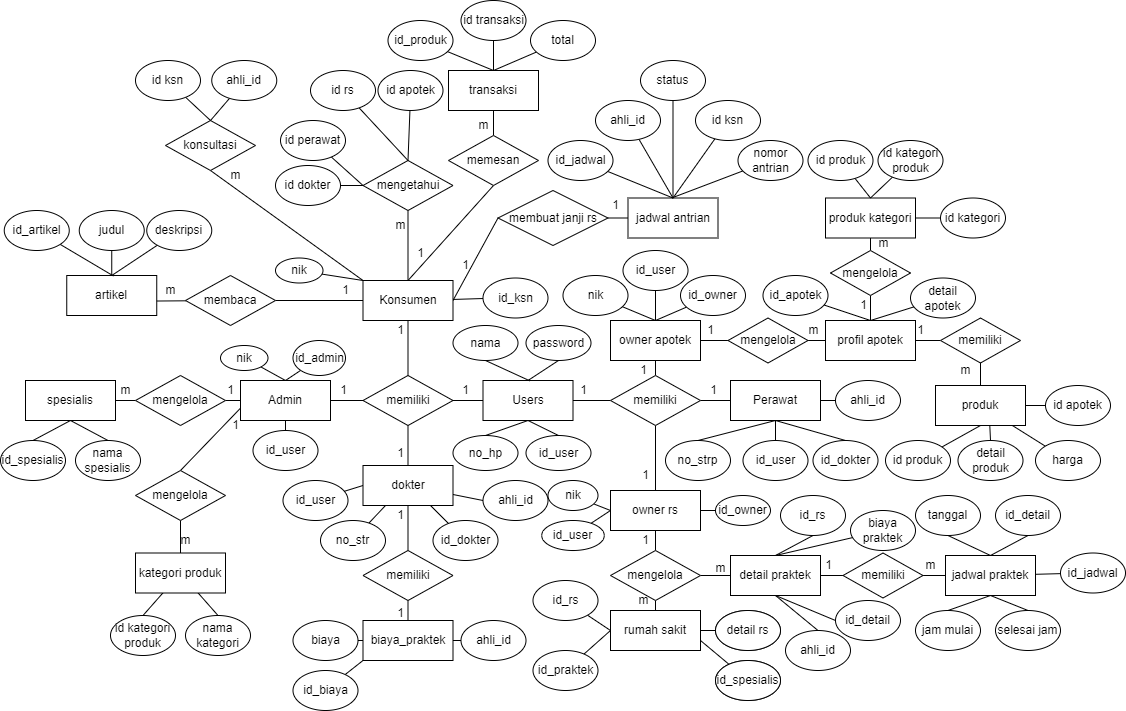 id transaksi
id_produk
total
id ksn
ahli_id
id rs
id apotek
transaksi
status
ahli_id
id ksn
m
konsultasi
id perawat
memesan
id_jadwal
nomor
antrian
id produk
id kategori
produk
m
id dokter
mengetahui
id_artikel
judul
deskripsi
m
1
membuat janji rs
1
jadwal antrian
produk kategori
id kategori
m
1
nik
id_user
mengelola
artikel
m
membaca
1
Konsumen
id_ksn
nik
id_owner
id_apotek
1
detail
apotek
1
nama
password
owner apotek
1
mengelola
m
profil apotek
1
memiliki
nik
id_admin
1
m
spesialis
m
mengelola
1
Admin
1
memiliki
1
Users
1
memiliki
1
Perawat
ahli_id
produk
id apotek
1
id_spesialis
nama
spesialis
id_user
1
no_hp
id_user
no_strp
id_user
id_dokter
id produk
detail
produk
harga
mengelola
id_user
dokter
ahli_id
nik
1
owner rs
id_owner
id_rs
biaya
praktek
tanggal
id_detail
m
no_str
1
id_dokter
id_user
1
kategori produk
memiliki
mengelola
m
detail praktek
1
memiliki
m
jadwal praktek
id_jadwal
1
id_rs
m
id kategori
produk
nama
kategori
biaya
biaya_praktek
ahli_id
rumah sakit
detail rs
id_detail
jam mulai
selesai jam
ahli_id
id_biaya
id_praktek
id_spesialis